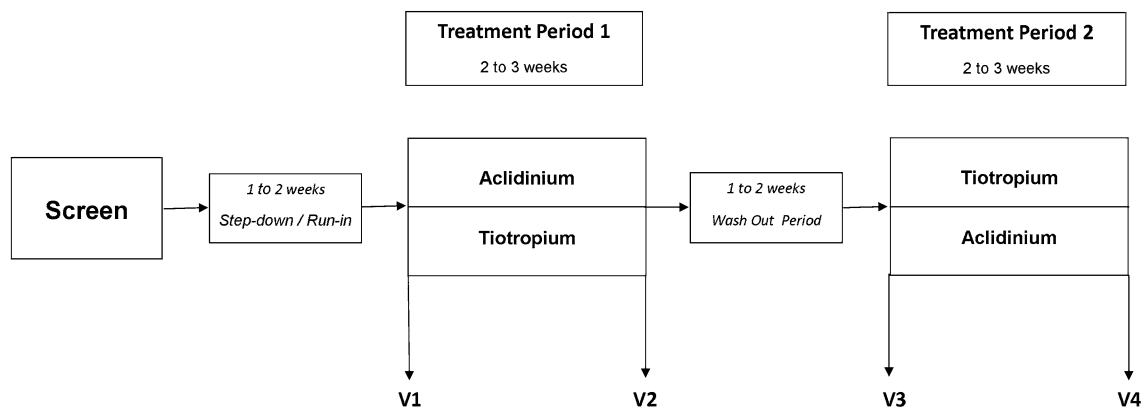 Treatment Period 1
2 to 3 weeks
Treatment Period 2
2 to 3 weeks
Screen
1 to 2 weeks
Step-down / Run-in
Aclidinium
Tiotropium
1 to 2 weeks
Wash Out Period
Tiotropium
Aclidinium
V1
V2
V3
V4